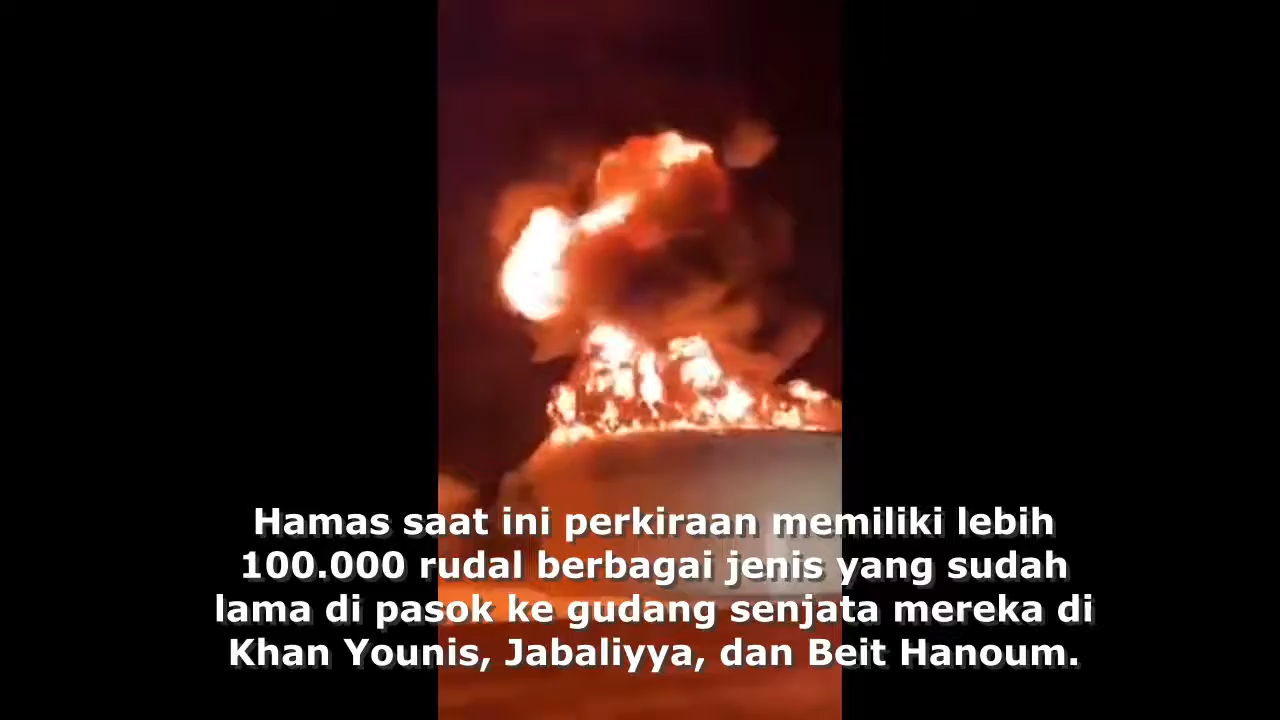 Hamas saat ini perkiraan memiliki lebih
100.000 rudal berbagai jenis yang sudah
lama di pasok ke gudang senjata mereka di
Khan Younis, Jabaliyya, dan Beit Hanoum.